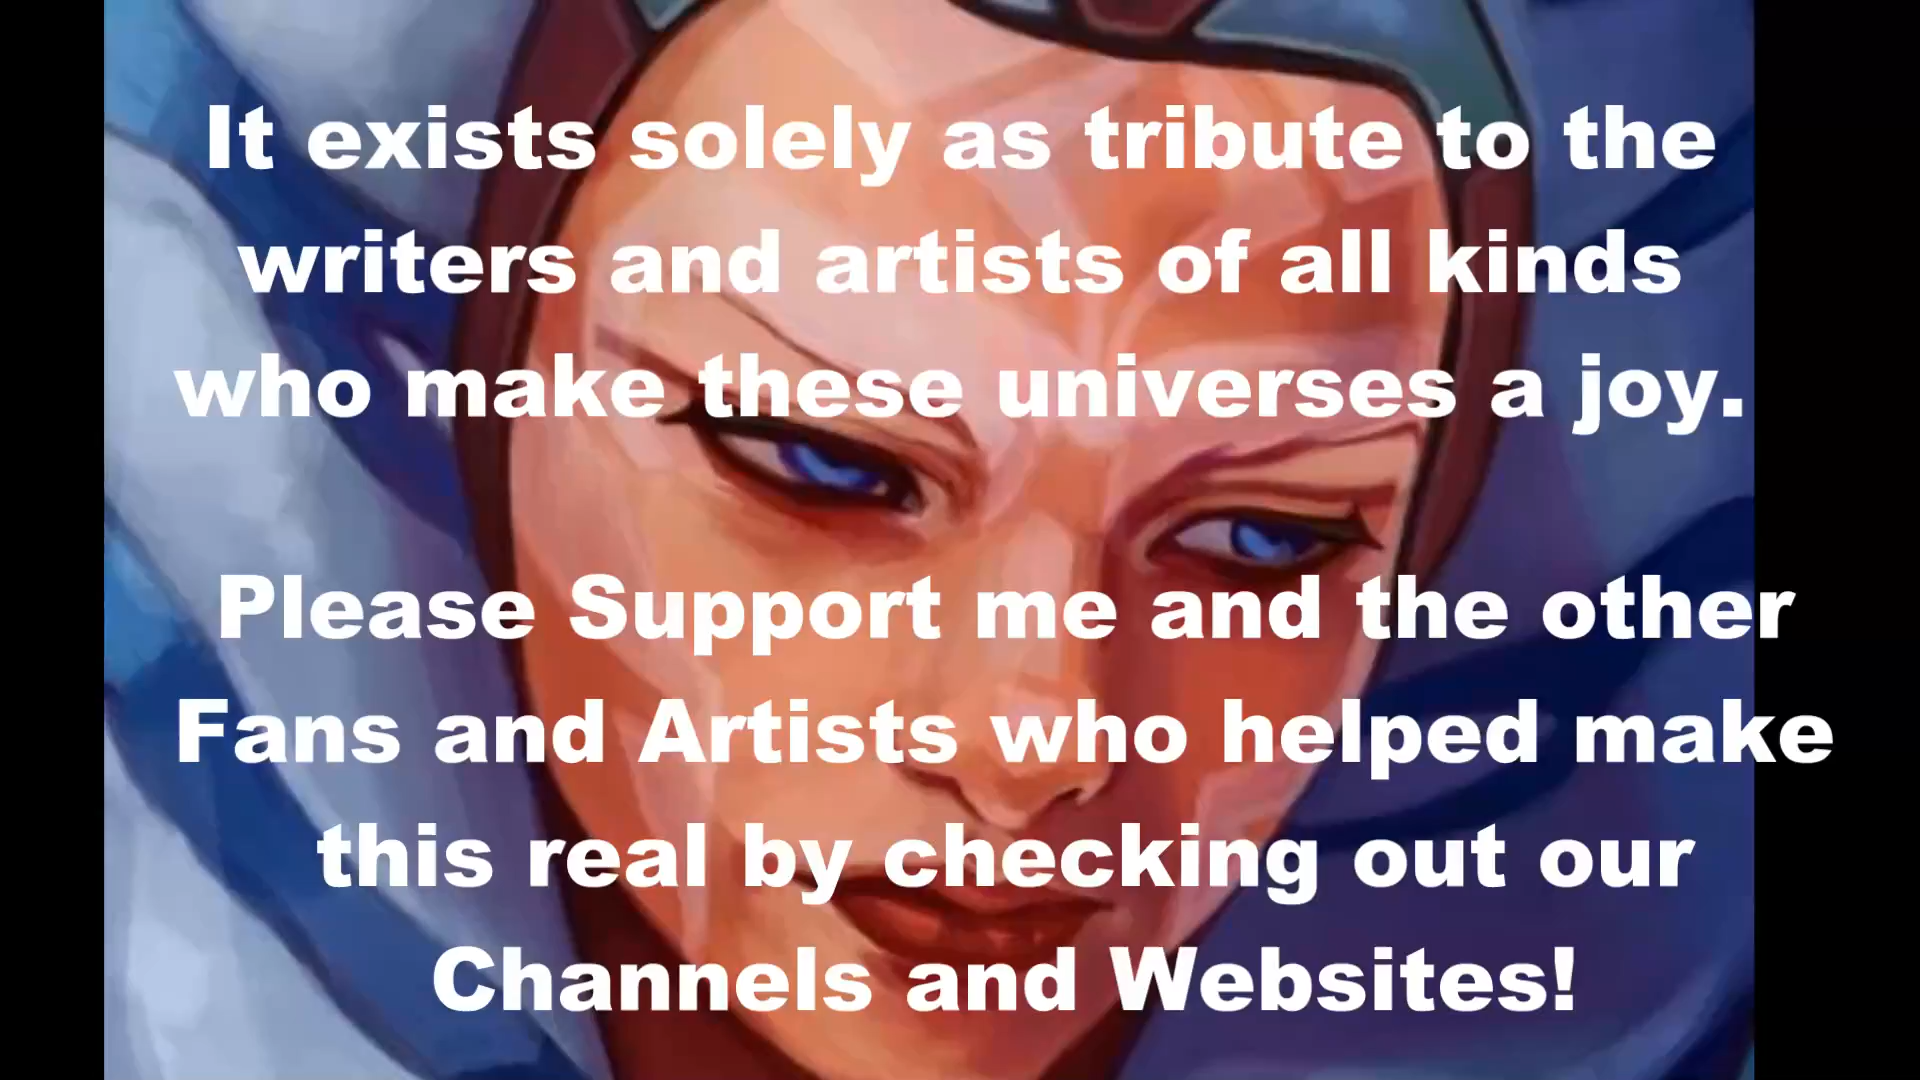 It exists solely as tribute to the
writers and artists of all kinds
who make these universes a joy.
Please Support me and the other
Fans and Artists who helped make
this real by checking out our
Channels and Websites!